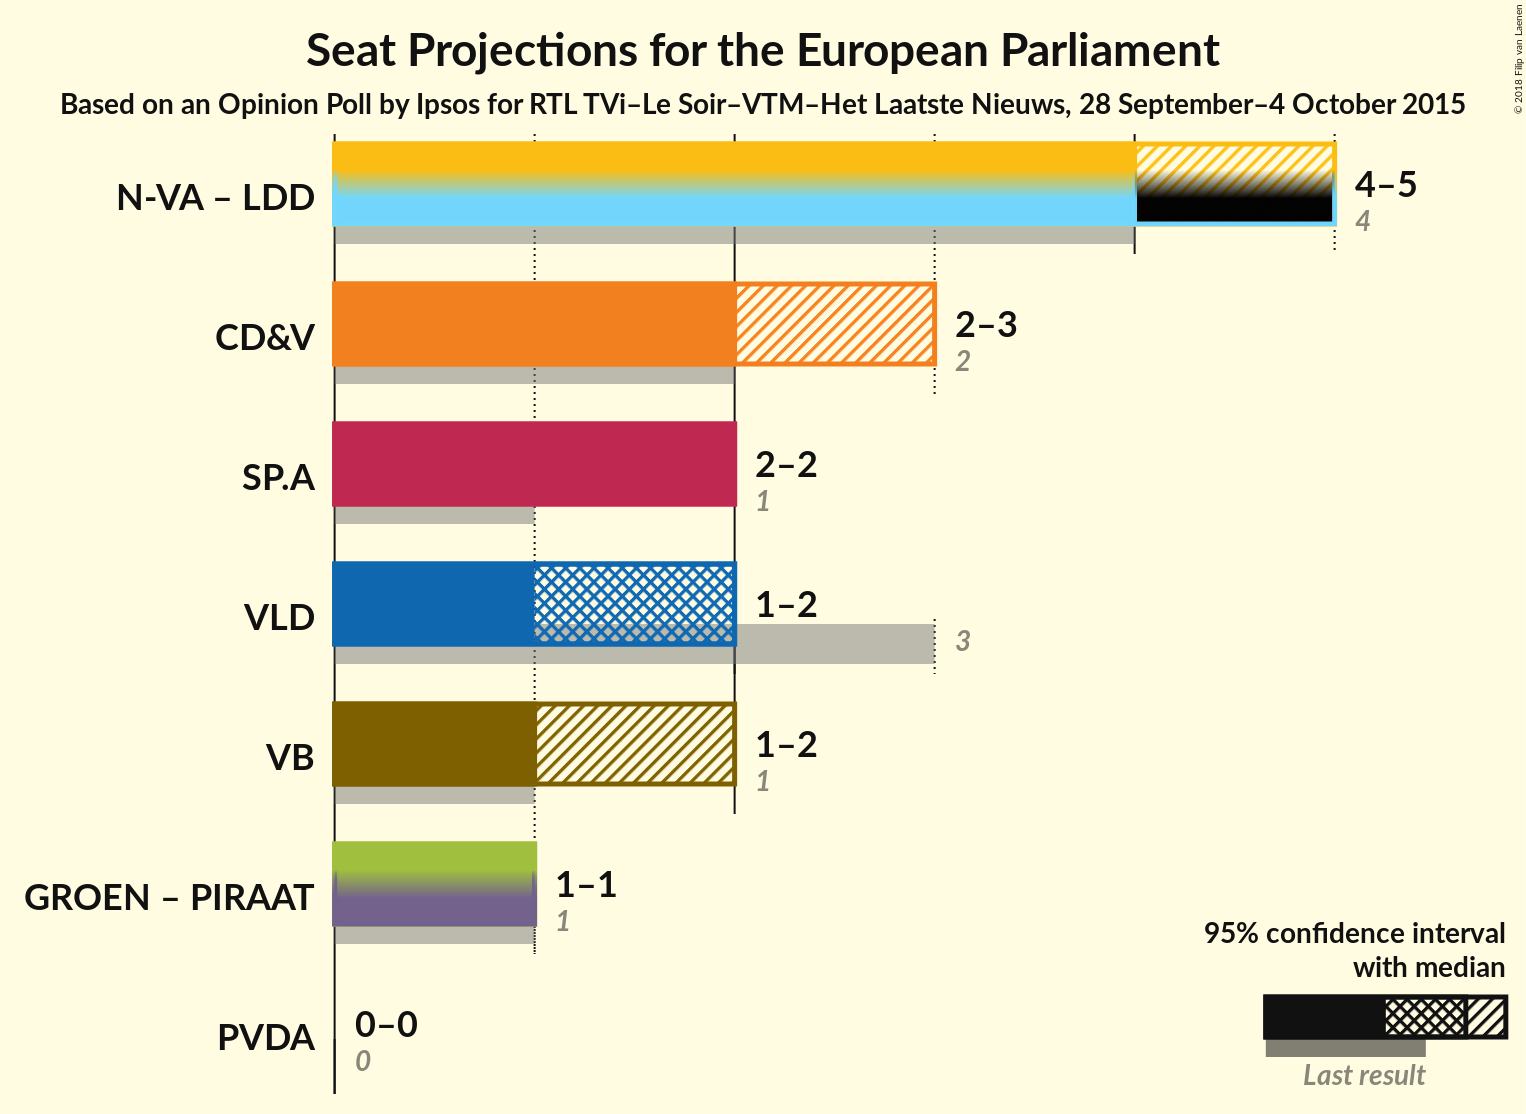 Seat Projections for the European Parliament
Based on an Opinion Poll by Ipsos for RTL TVi–Le Soir–VTM–Het Laatste Nieuws, 28 September–4 October 2015
© 2018 Filip van Laenen
N-VA – LDD
4–5
4
CD&V
2–3
2
SP.A
2–2
1
VLD
1–2
3
VB
1–2
1
GROEN – PIRAAT
1–1
1
PVDA
0–0
0
95% confidence interval
with median
Last result